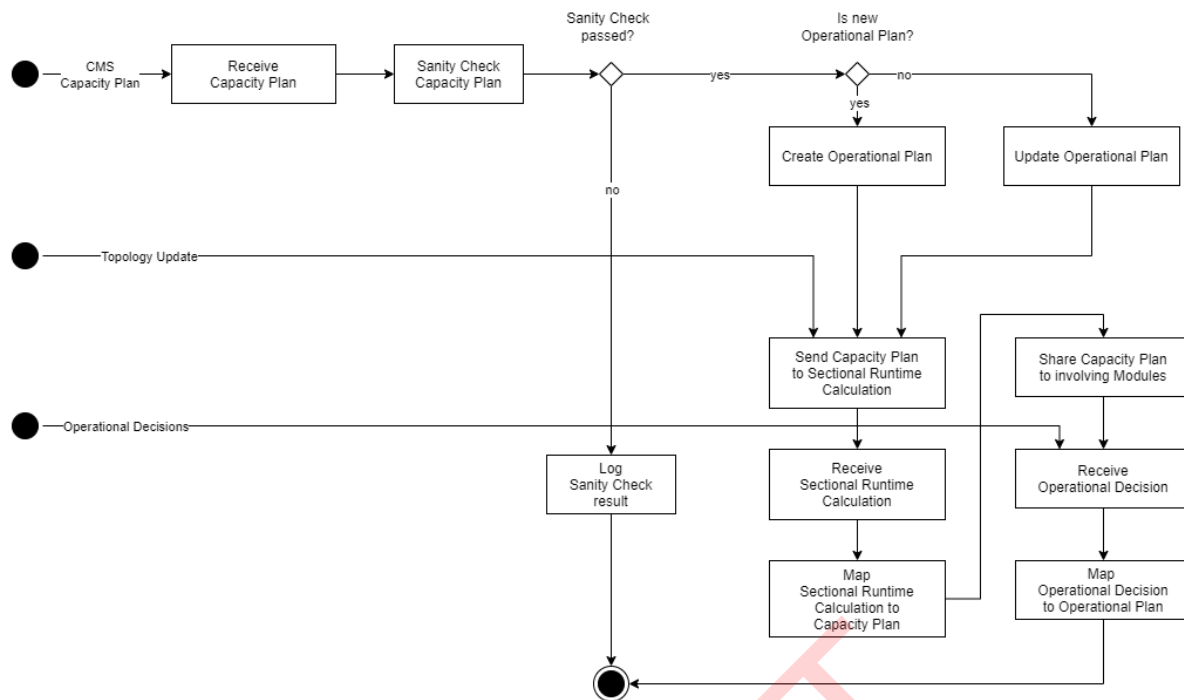 Sanity Check
passed?
Is new
Operational Plan?
CMS
Capacity Plan
Receive
Capacity Plan
Sanity Check
Capacity Plan
yes
no
yes
Create Operational Plan
Update Operational Plan
no
Topology Update
Send Capacity Plan
to Sectional Runtime
Calculation
Share Capacity Plan
to involving Modules
Operational Decisions
Log
Sanity Check
result
Receive
Sectional Runtime
Calculation
Receive
Operational Decision
Map
Sectional Runtime
Calculation to
Capacity Plan
Map
Operational Decision
to Operational Plan